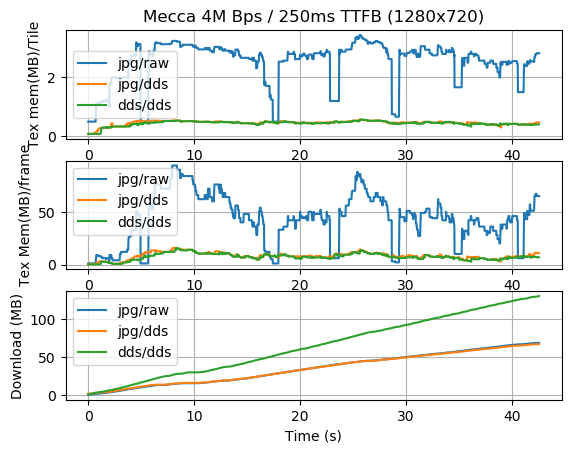 Mecca 4M Bps / 250ms TTFB (1280x720)
Tex mem(MB)/Tile
2
0
jpg/raw
jpg/dds
dds/dds
0 10 20 30 40
Tex Mem(MB)/frame
50
0
jpg/raw
jpg/dds
dds/dds
0 10 20 30 40
Download (MB)
100
50
0
jpg/raw
jpg/dds
dds/dds
0 10 20 30 40
Time (s)